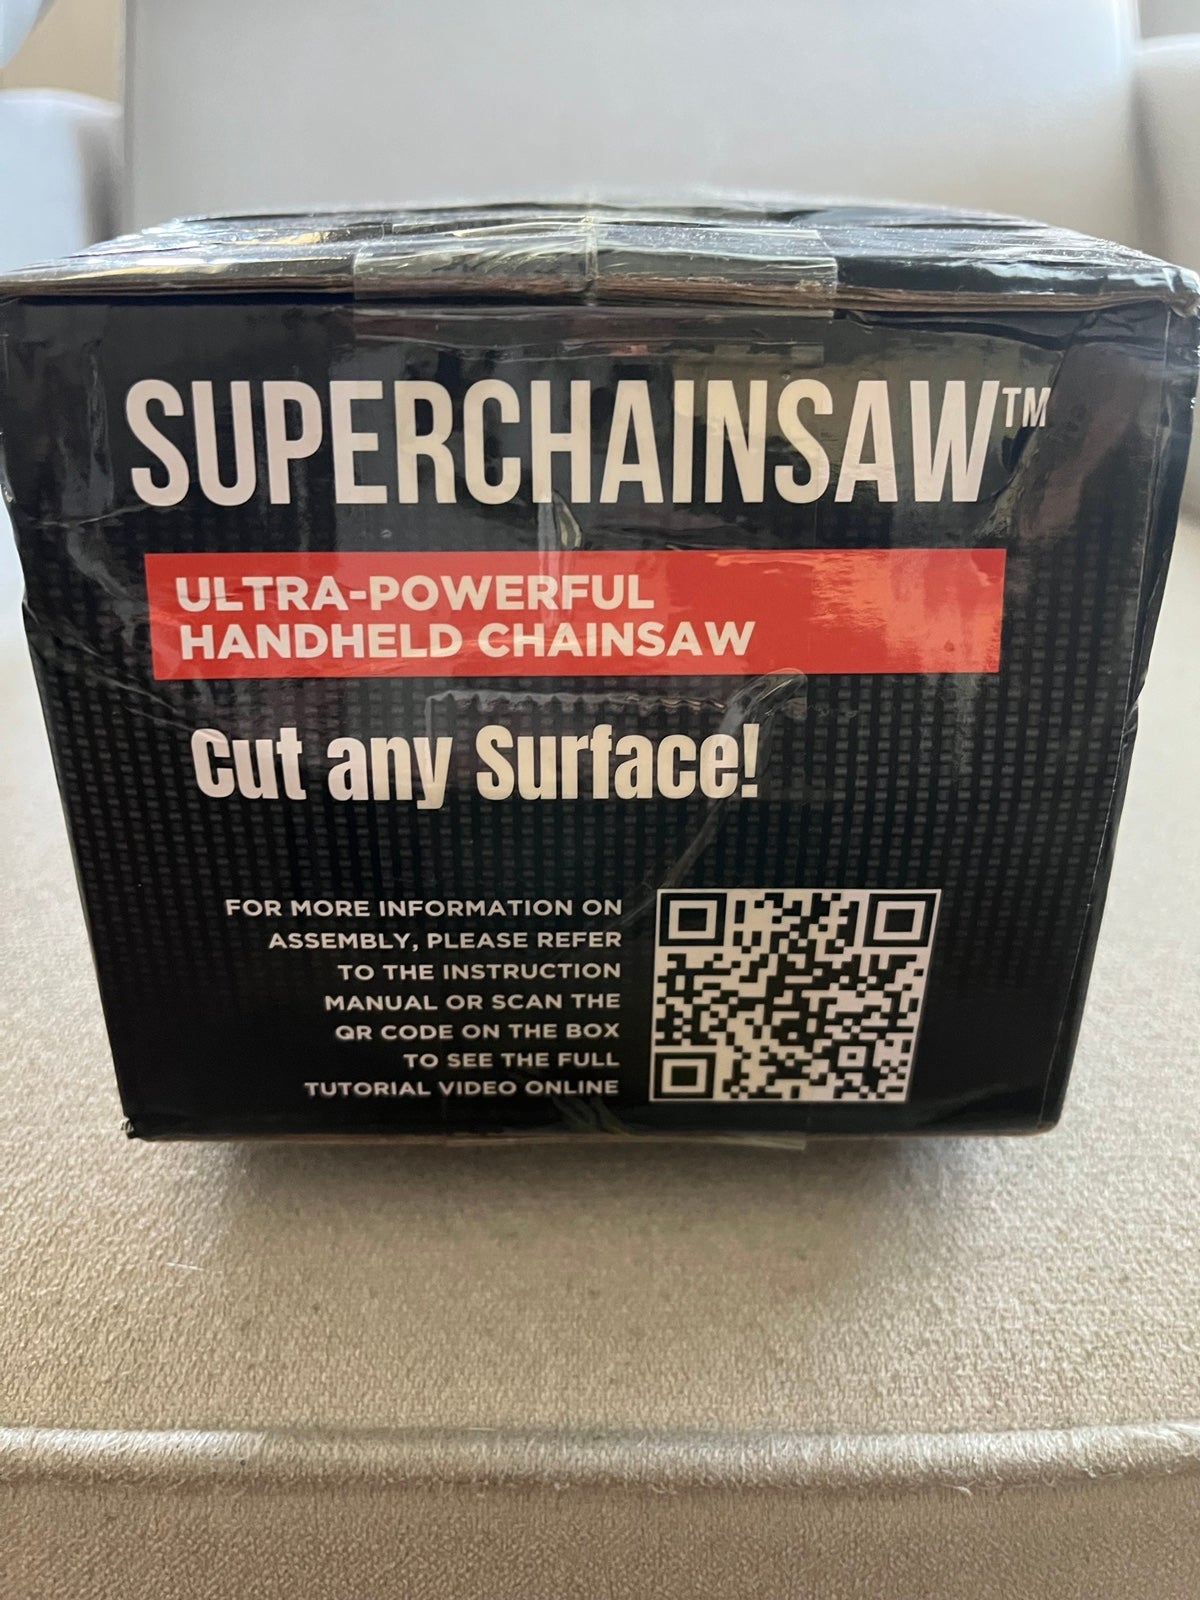 SUPERCHAINSAW™
ULTRA-POWERFUL
HANDHELD CHAINSAW
Cut any Surface!
FOR MORE INFORMATION ON
ASSEMBLY, PLEASE REFER
TO THE INSTRUCTION
MANUAL OR SCAN THE
QR CODE ON THE BOX
TO SEE THE FULL
TUTORIAL VIDEO ONLINE